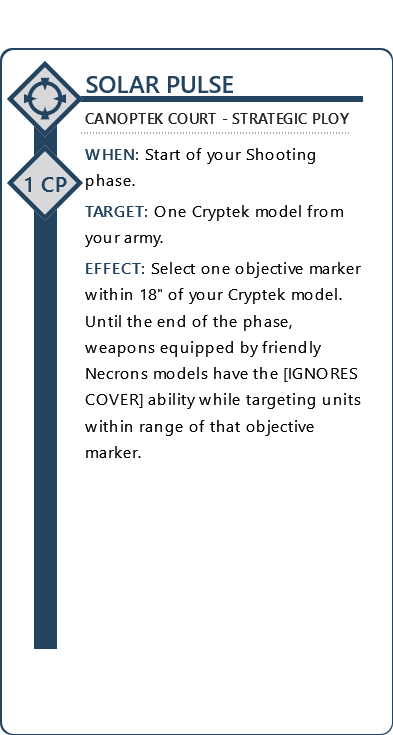 SOLAR PULSE
CANOPTEK COURT - STRATEGIC PLOY
1 CP
WHEN: Start of your Shooting
phase.
TARGET: One Cryptek model from
your army.
EFFECT: Select one objective marker
within 18" of your Cryptek model.
Until the end of the phase,
weapons equipped by friendly
Necrons models have the [IGNORES
COVER] ability while targeting units
within range of that objective
marker.